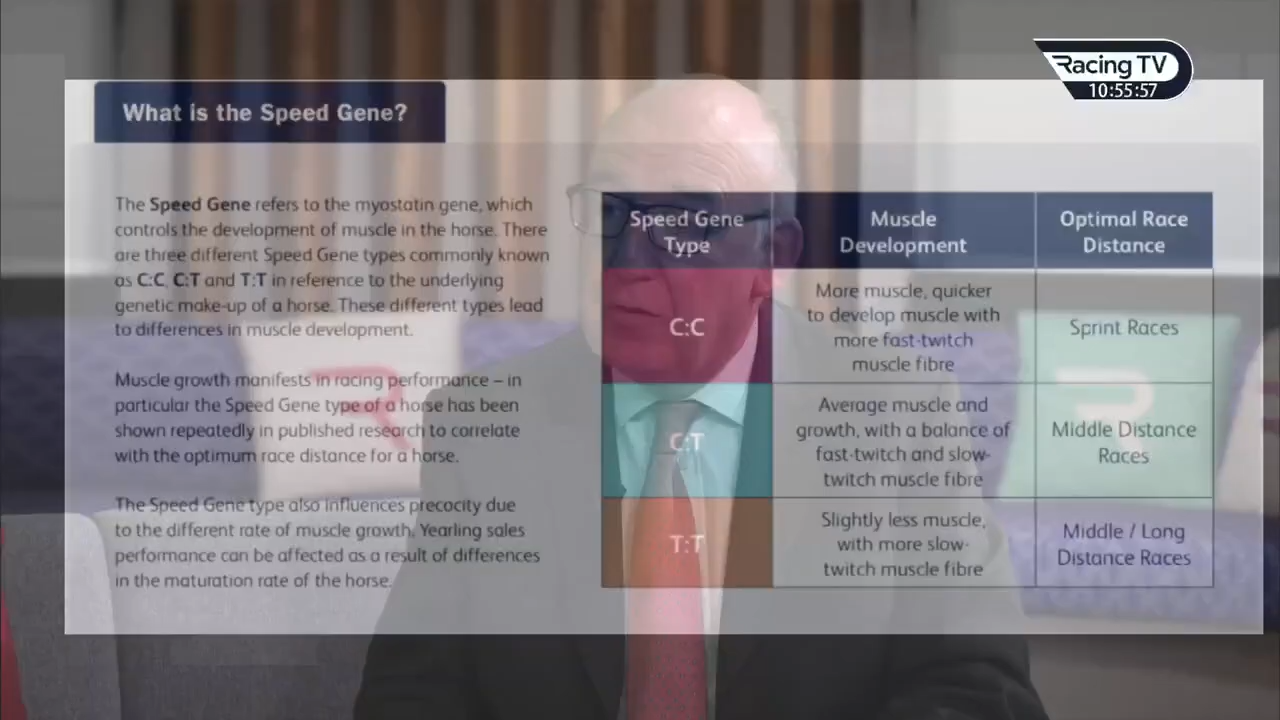 Racing TV
10:55:57
What is the Speed Gene?
The Speed Gene refers to the myostatin gene, which
controls the development of muscle in the horse. There
are three different Speed Gene types commonly known
as C:C, C:T and T:T in reference to the underlying
genetic make-up of a horse. These different types lead
to differences in muscle development.
Muscle growth manifests in racing performance – in
particular the Speed Gene type of a horse has been
shown repeatedly in published research to correlate
with the optimum race distance for a horse.
The Speed Gene type also influences precocity due
to the different rate of muscle growth. Yearling sales
performance can be affected as a result of differences
in the maturation rate of the horse.
Speed Gene
Type
Muscle
Development
Optimal Race
Distance
C:C
More muscle, quicker
to develop muscle with
more fast-twitch
muscle fibre
Sprint Races
C:T
Average muscle and
growth, with a balance of
fast-twitch and slow-
twitch muscle fibre
Middle Distance
Races
T:T
Slightly less muscle,
with more slow-
twitch muscle fibre
Middle / Long
Distance Races